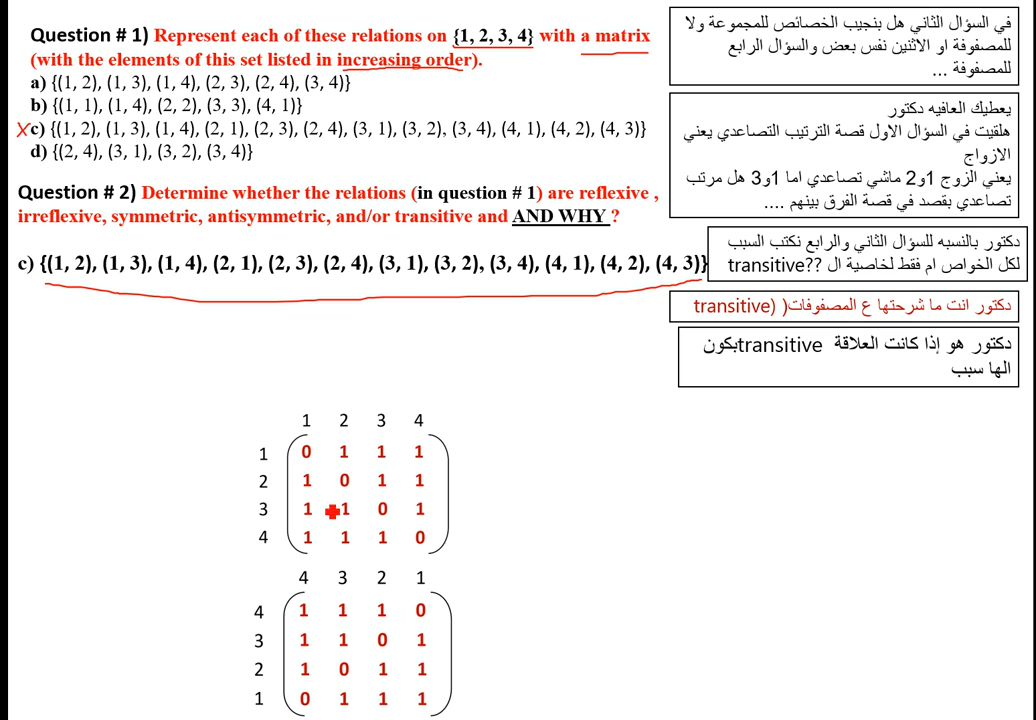 Question # 1) Represent each of these relations on {1, 2, 3, 4} with a matrix
(with the elements of this set listed in increasing order).
a) {(1, 2), (1, 3), (1, 4), (2, 3), (2, 4), (3, 4)}
b) {(1, 1), (1, 4), (2, 2), (3, 3), (4, 1)}
X c) {(1, 2), (1, 3), (1, 4), (2, 1), (2, 3), (2, 4), (3, 1), (3, 2), (3, 4), (4, 1), (4, 2), (4, 3)}
d) {(2, 4), (3, 1), (3, 2), (3, 4)}
Question # 2) Determine whether the relations (in question # 1) are reflexive ,
irreflexive, symmetric, antisymmetric, and/or transitive and AND WHY ?
c) {(1, 2), (1, 3), (1, 4), (2, 1), (2, 3), (2, 4), (3, 1), (3, 2), (3, 4), (4, 1), (4, 2), (4, 3)}
في السؤال الثاني هل بنجيب الخصائص للمجموعة ولا
للمصفوفة او الاثنين نفس بعض والسؤال الرابع
للمصفوفة ...
يعطيك العافيه دكتور
هلقيت في السؤال الاول قصة الترتيب التصاعدي يعني
الازواج
يعني الزوج 1و2 ماشي تصاعدي اما 1و3 هل مرتب
تصاعدي بقصد في قصة الفرق بينهم ....
دكتور بالنسبه للسؤال الثاني والرابع نكتب السبب
لكل الخواص ام فقط لخاصية ال ??transitive
دكتور انت ما شرحتها ع المصفوفات( (transitive
دكتور هو إذا كانت العلاقة transitiveبكون
الها سبب
1 2 3 4
1 0 1 1 1
2 1 0 1 1
3 1 1 0 1
4 1 1 1 0
4 3 2 1
4 1 1 1 0
3 1 1 0 1
2 1 0 1 1
1 0 1 1 1